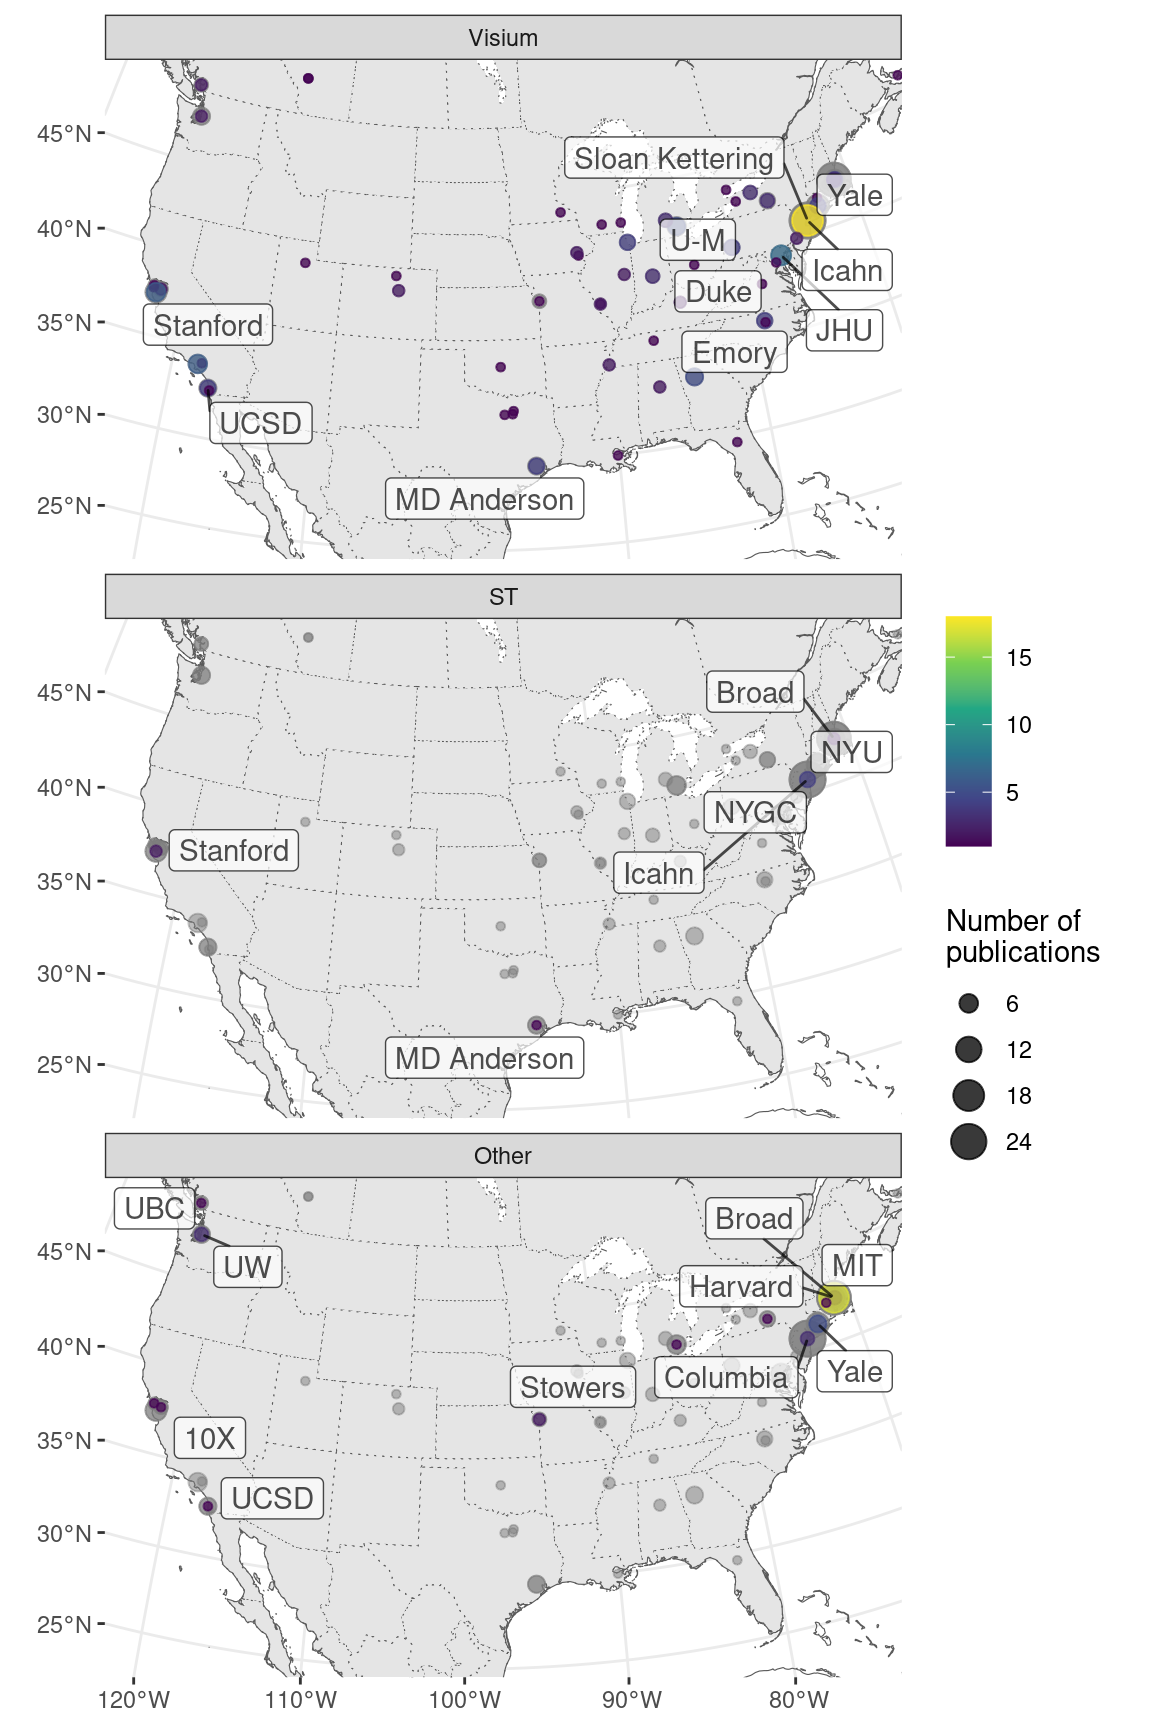 Visium
45°N
40°N
35°N
30°N
25°N
Sloan Kettering
Yale
U-M
Icahn
Duke
JHU
Stanford
Emory
UCSD
MD Anderson
ST
45°N
40°N
35°N
30°N
25°N
Broad
NYU
NYGC
Stanford
Icahn
MD Anderson
15
10
5
Number of
publications
6
12
18
24
Other
45°N
40°N
35°N
30°N
25°N
UBC
Broad
UW
MIT
Harvard
Columbia
Yale
Stowers
10X
UCSD
120°W
110°W
100°W
90°W
80°W